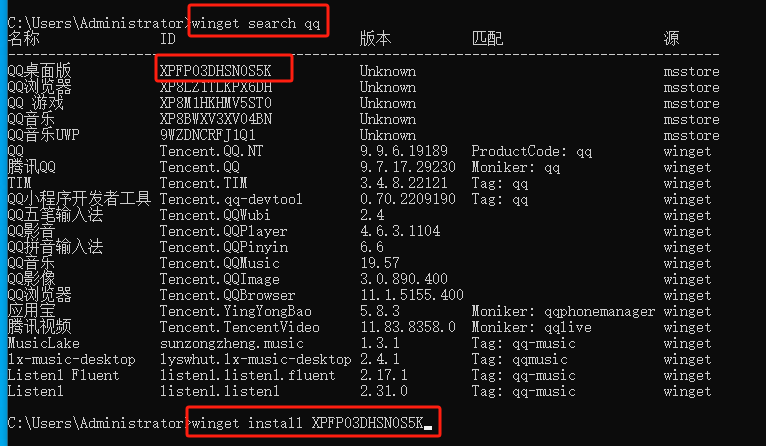 C:\Users\Administrator>winget search qq
名称 ID 版本 匹配 源
QQ桌面版 XPFP03DHSN0S5K Unknown msstore
QQ浏览器 XP8LZ1TLKPX6DH Unknown msstore
QQ 游戏 XP8M1HKHMV5ST0 Unknown msstore
QQ音乐 XP8BWXV3XV04BN Unknown msstore
QQ音乐UWP 9WZDNCRFJ1Q1 Unknown msstore
QQ Tencent.QQ.NT 9.9.6.19189 ProductCode: qq winget
腾讯QQ Tencent.QQ 9.7.17.29230 Moniker: qq winget
TIM Tencent.TIM 3.4.8.22121 Tag: qq winget
QQ小程序开发者工具 Tencent.qq-devtool 0.70.2209190 Tag: qq winget
QQ五笔输入法 Tencent.QQWubi 2.4 winget
QQ影音 Tencent.QQPlayer 4.6.3.1104 winget
QQ拼音输入法 Tencent.QQPinyin 6.6 winget
QQ音乐 Tencent.QQMusic 19.57 winget
QQ影像 Tencent.QQImage 3.0.890.400 winget
QQ浏览器 Tencent.QQBrowser 11.1.5155.400 winget
应用宝 Tencent.YingYongBao 5.8.3 Moniker: qqphonemanager winget
腾讯视频 Tencent.TencentVideo 11.83.8358.0 Moniker: qqlive winget
MusicLake sunzongzheng.music 1.3.1 Tag: qq-music winget
lx-music-desktop lyswhut.lx-music-desktop 2.4.1 Tag: qqmusic winget
Listen1 Fluent listen1.listen1.fluent 2.17.1 Tag: qq-music winget
Listen1 listen1.listen1 2.31.0 Tag: qq-music winget
C:\Users\Administrator>winget install XPFP03DHSN0S5K